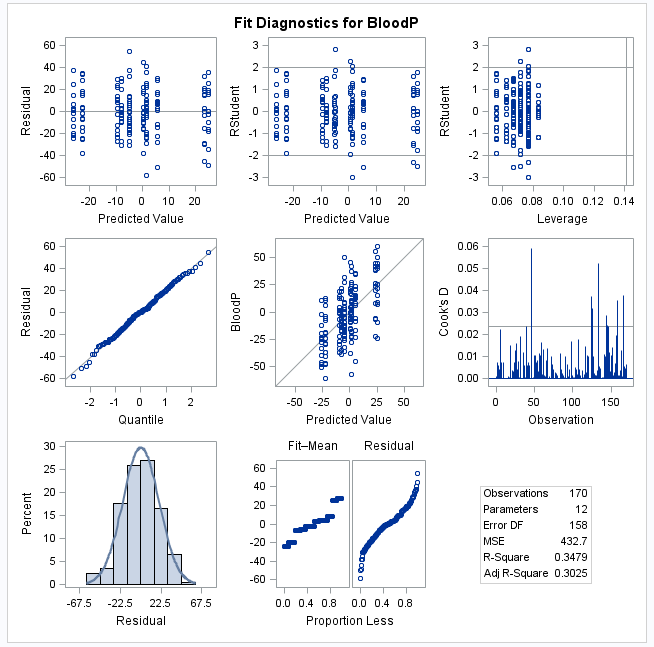 Fit Diagnostics for BloodP
60
40
20
0
-20
-40
-60
Residual
-20 -10 0 10 20
Predicted Value
3
2
1
0
-1
-2
-3
RStudent
-20 -10 0 10 20
Predicted Value
3
2
1
0
-1
-2
-3
RStudent
0.06 0.08 0.10 0.12 0.14
Leverage
60
40
20
0
-20
-40
-60
Residual
-2 -1 0 1 2
Quantile
50
25
0
-25
-50
BloodP
-50 -25 0 25 50
Predicted Value
0.06
0.05
0.04
0.03
0.02
0.01
0.00
Cook's D
0 50 100 150
Observation
30
25
20
15
10
5
0
Percent
-67.5 -22.5 22.5 67.5
Residual
Fit–Mean Residual
60
40
20
0
-20
-40
-60
0.0 0.4 0.8 0.0 0.4 0.8
Proportion Less
Observations 170
Parameters 12
Error DF 158
MSE 432.7
R-Square 0.3479
Adj R-Square 0.3025